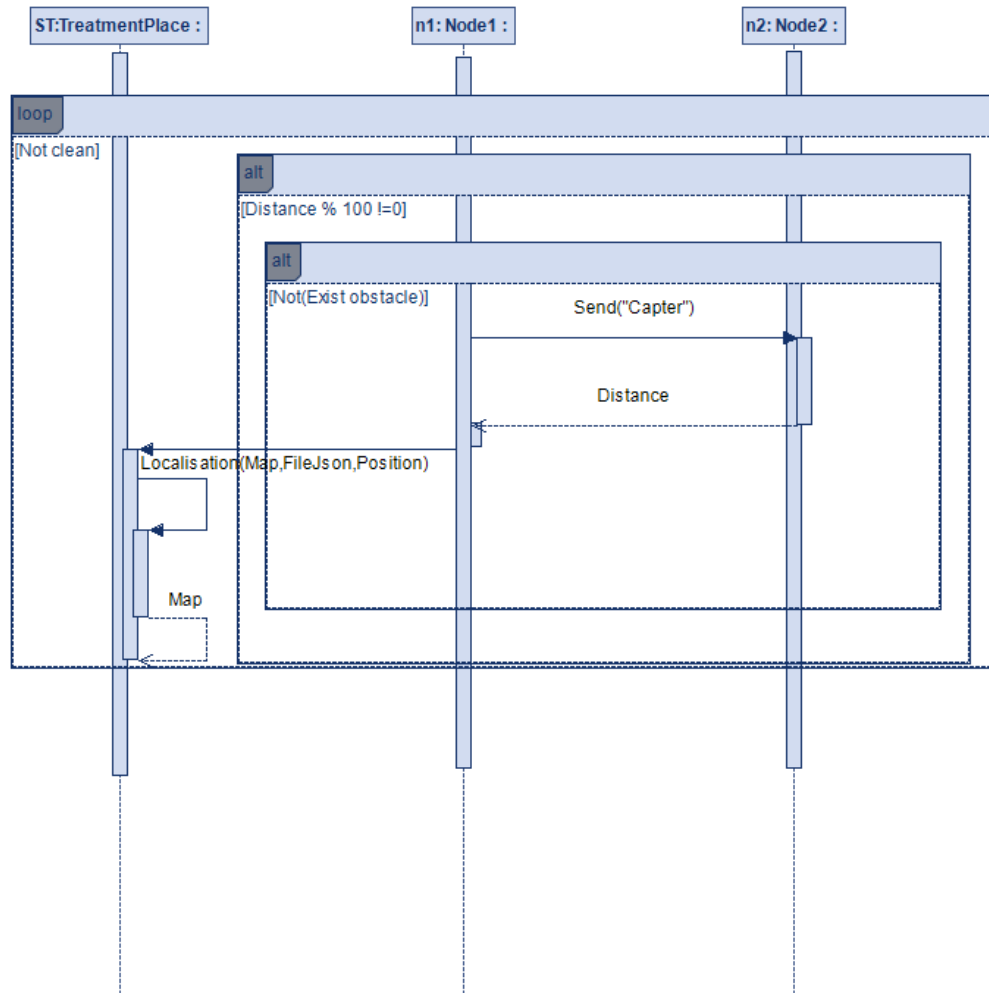 ST:TreatmentPlace :
n1: Node1 :
n2: Node2 :
loop
[Not clean]
alt
[Distance % 100 !=0]
alt
[Not(Exist obstacle)]
Send("Capter")
Distance
Localisation(Map,FileJson,Position)
Map